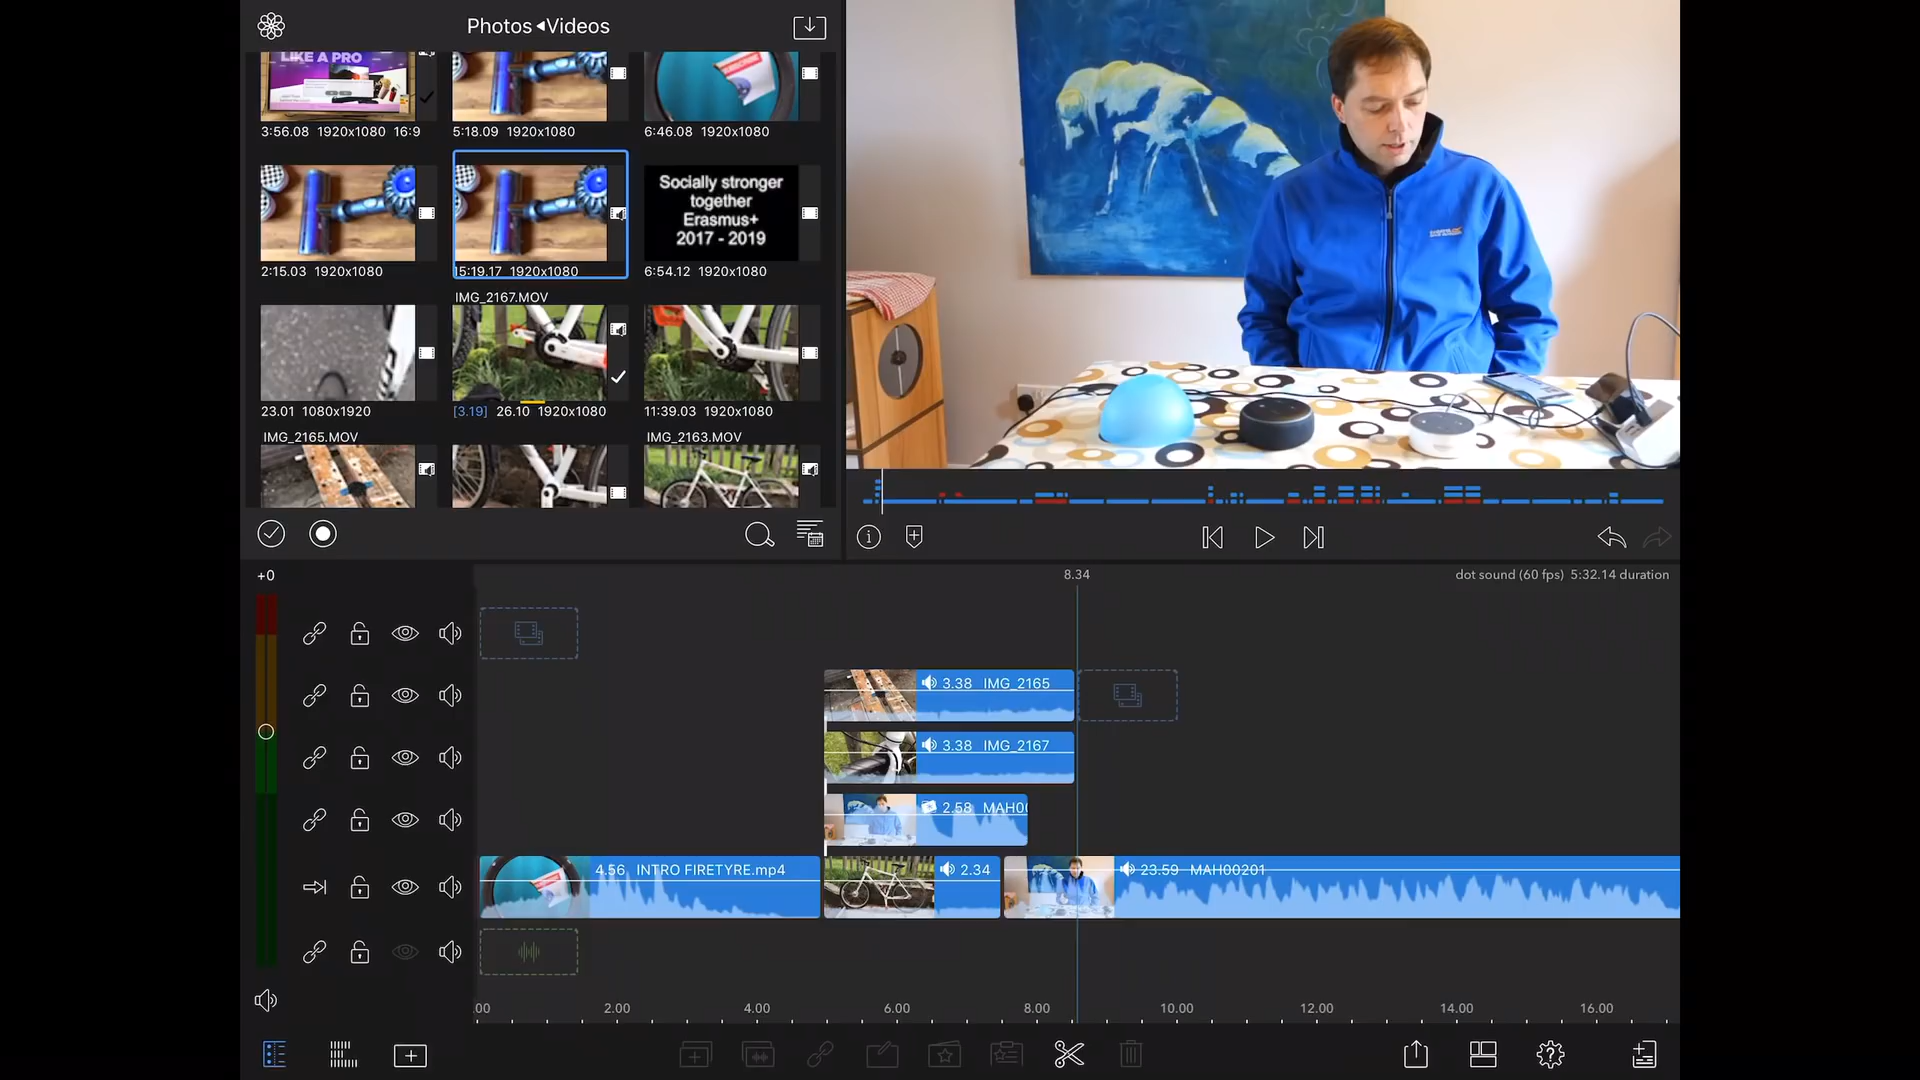 Photos◂Videos
LIKE A PRO
3:56.08 1920x1080 16:9
5:18.09 1920x1080
6:46.08 1920x1080
Socially stronger
together
Erasmus+
2017 - 2019
2:15.03 1920x1080
15:19.17 1920x1080
6:54.12 1920x1080
IMG_2167.MOV
23.01 1080x1920
[3.19] 26.10 1920x1080
11:39.03 1920x1080
IMG_2165.MOV
IMG_2163.MOV
+0
8.34
dot sound (60 fps) 5:32.14 duration
3.38 IMG_2165
3.38 IMG_2167
2.58 MAH00
4.56 INTRO FIRETYRE.mp4
2.34
23.59 MAH00201
.00 2.00 4.00 6.00 8.00 10.00 12.00 14.00 16.00